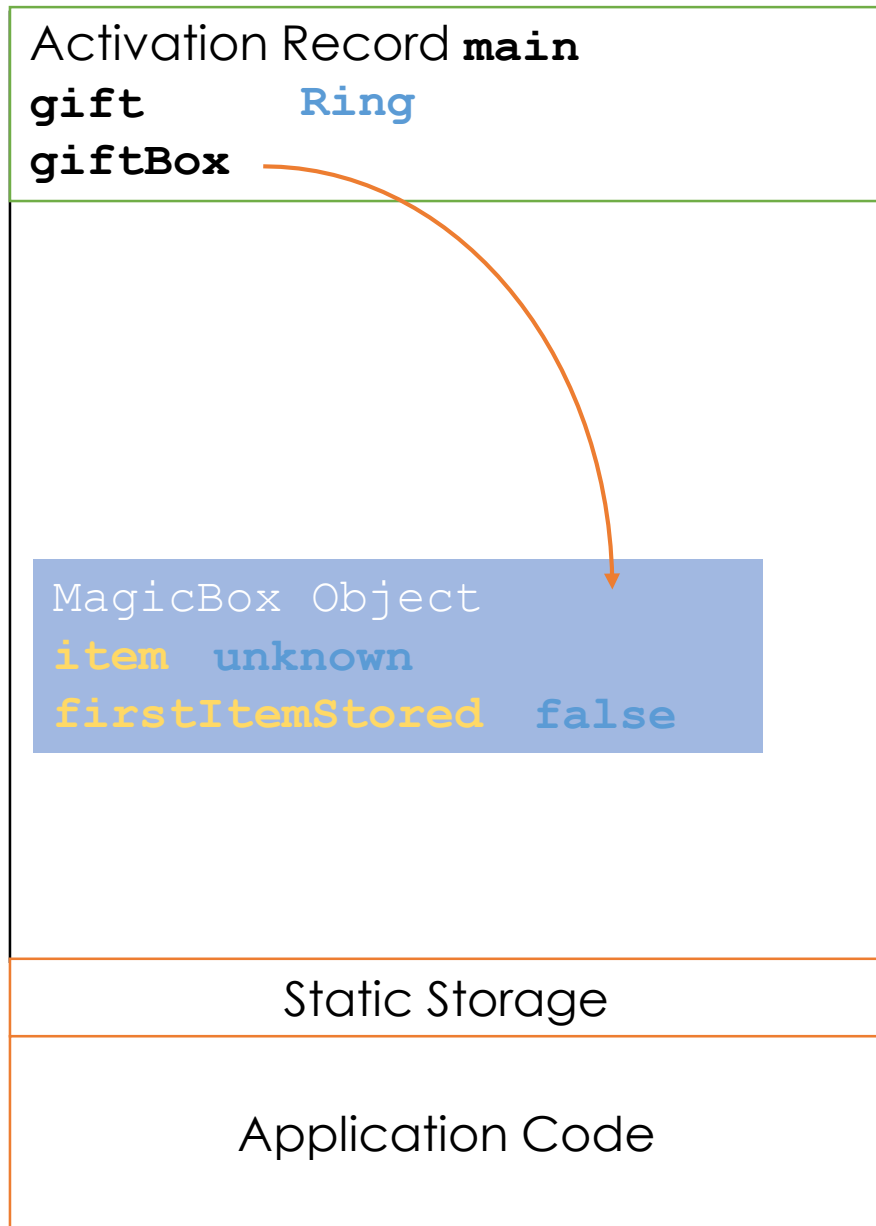 Activation Record main
gift Ring
giftBox
MagicBox Object
item unknown
firstItemStored false
Static Storage
Application Code